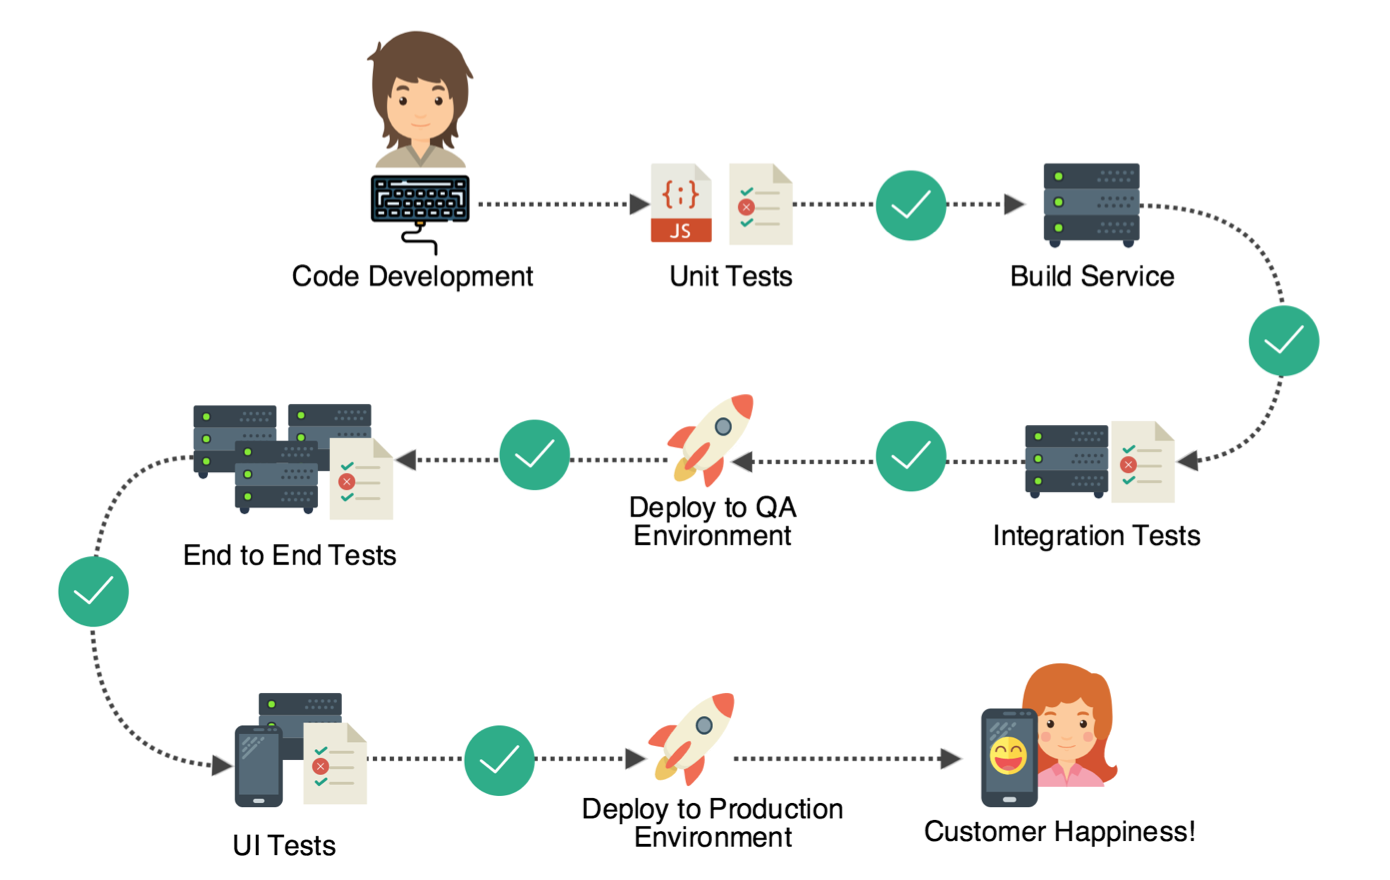 {;}
JS
Code Development
Unit Tests
Build Service
End to End Tests
Deploy to QA
Environment
Integration Tests
UI Tests
Deploy to Production
Environment
Customer Happiness!